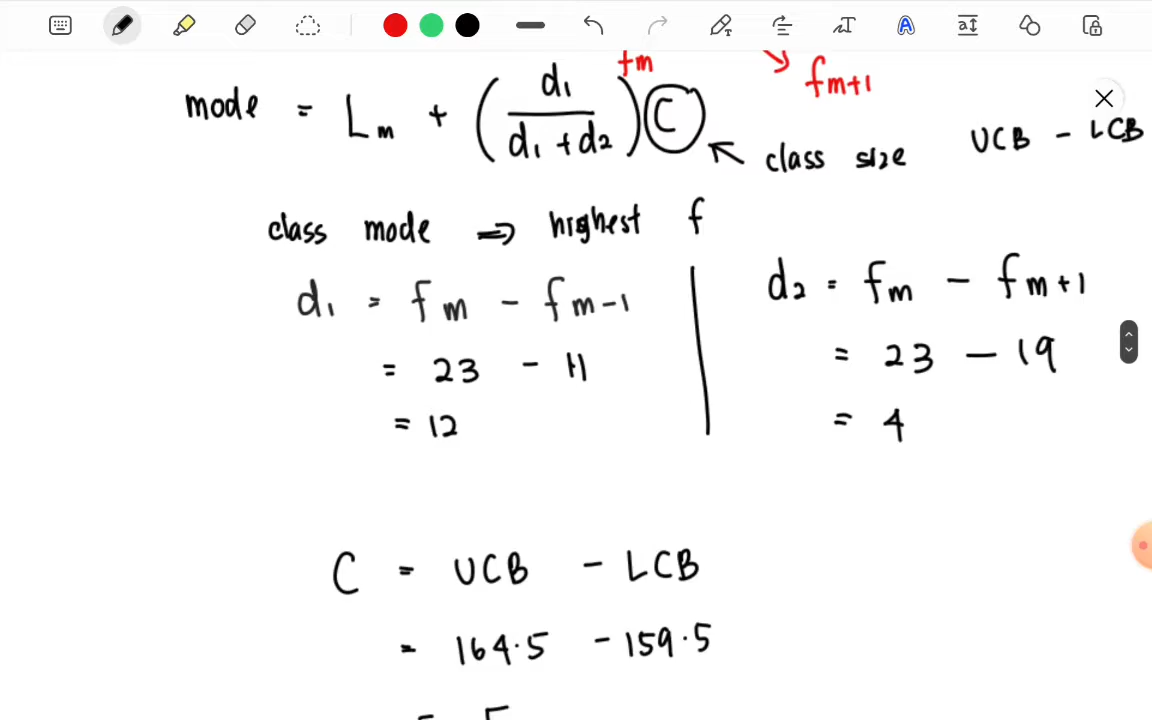 fm
fm+1
mode = Lm + (d1 / d1 + d2) C
class size UCB - LCB
class mode ⇒ highest f
d1 = fm - fm-1
= 23 - 11
= 12
d2 = fm - fm+1
= 23 - 19
= 4
C = UCB - LCB
= 164.5 - 159.5
= 5